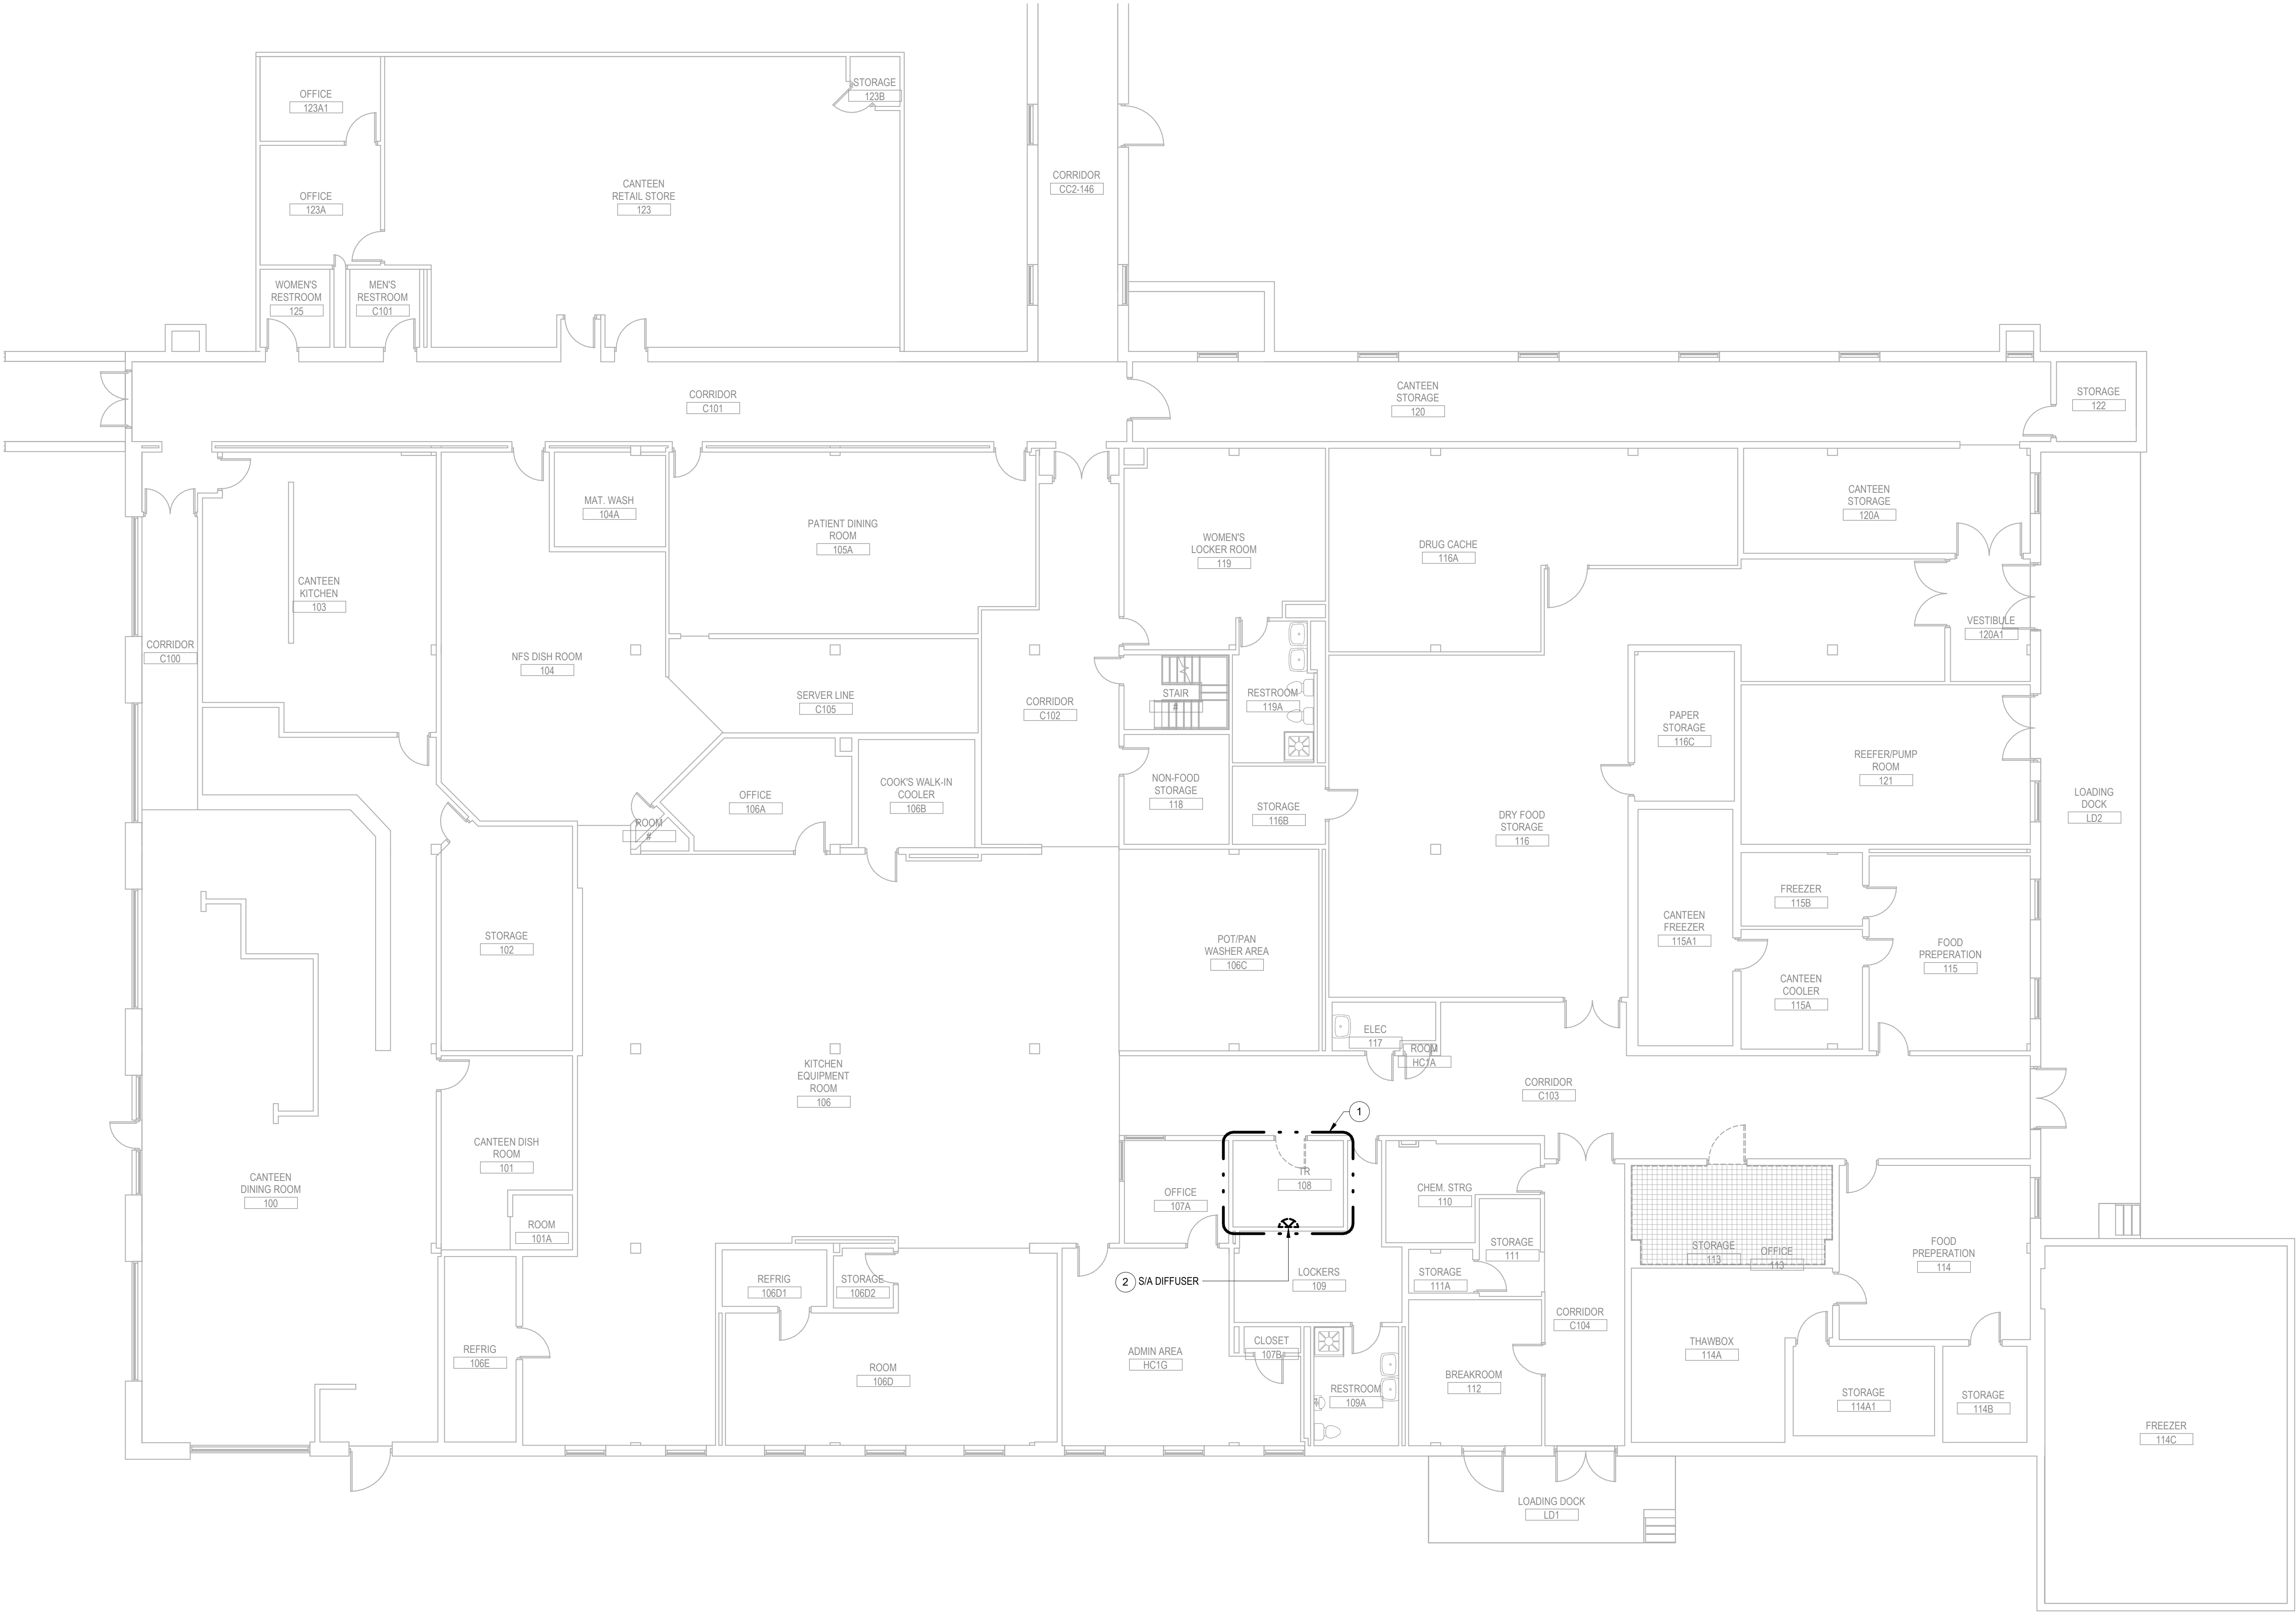 OFFICE
123A1
STORAGE
123B
OFFICE
123A
CANTEEN
RETAIL STORE
123
CORRIDOR
CC2-146
WOMEN'S
RESTROOM
125
MEN'S
RESTROOM
C101
CORRIDOR
C101
CANTEEN
STORAGE
120
STORAGE
122
MAT. WASH
104A
PATIENT DINING
ROOM
105A
WOMEN'S
LOCKER ROOM
119
DRUG CACHE
116A
CANTEEN
STORAGE
120A
CANTEEN
KITCHEN
103
CORRIDOR
C100
NFS DISH ROOM
104
SERVER LINE
C105
CORRIDOR
C102
STAIR
#
RESTROOM
119A
VESTIBULE
120A1
PAPER
STORAGE
116C
REEFER/PUMP
ROOM
121
OFFICE
106A
COOK'S WALK-IN
COOLER
106B
NON-FOOD
STORAGE
118
STORAGE
116B
ROOM
#
DRY FOOD
STORAGE
116
LOADING
DOCK
LD2
FREEZER
115B
CANTEEN
FREEZER
115A1
STORAGE
102
POT/PAN
WASHER AREA
106C
FOOD
PREPERATION
115
CANTEEN
COOLER
115A
ELEC
117
ROOM
HC1A
KITCHEN
EQUIPMENT
ROOM
106
CORRIDOR
C103
1
CANTEEN DISH
ROOM
101
CANTEEN
DINING ROOM
100
ROOM
101A
OFFICE
107A
TR
108
CHEM. STRG
110
STORAGE
111
STORAGE
113
OFFICE
113
FOOD
PREPERATION
114
REFRIG
106D1
STORAGE
106D2
2 S/A DIFFUSER
LOCKERS
109
STORAGE
111A
CORRIDOR
C104
REFRIG
106E
ROOM
106D
ADMIN AREA
HC1G
CLOSET
107B
RESTROOM
109A
BREAKROOM
112
THAWBOX
114A
STORAGE
114A1
STORAGE
114B
FREEZER
114C
LOADING DOCK
LD1